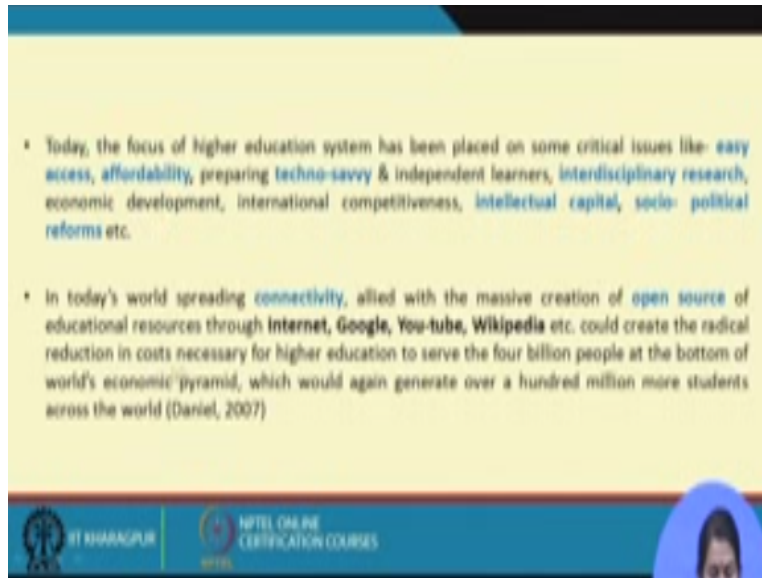 • Today, the focus of higher education system has been placed on some critical issues like- easy
access, affordability, preparing techno-savvy & independent learners, interdisciplinary research,
economic development, international competitiveness, intellectual capital, socio- political
reforms etc.
• In today's world spreading connectivity, allied with the massive creation of open source of
educational resources through Internet, Google, You-tube, Wikipedia etc. could create the radical
reduction in costs necessary for higher education to serve the four billion people at the bottom of
world's economic pyramid, which would again generate over a hundred million more students
across the world (Daniel, 2007)
IIT KHARAGPUR
NPTEL ONLINE
CERTIFICATION COURSES
NPTEL